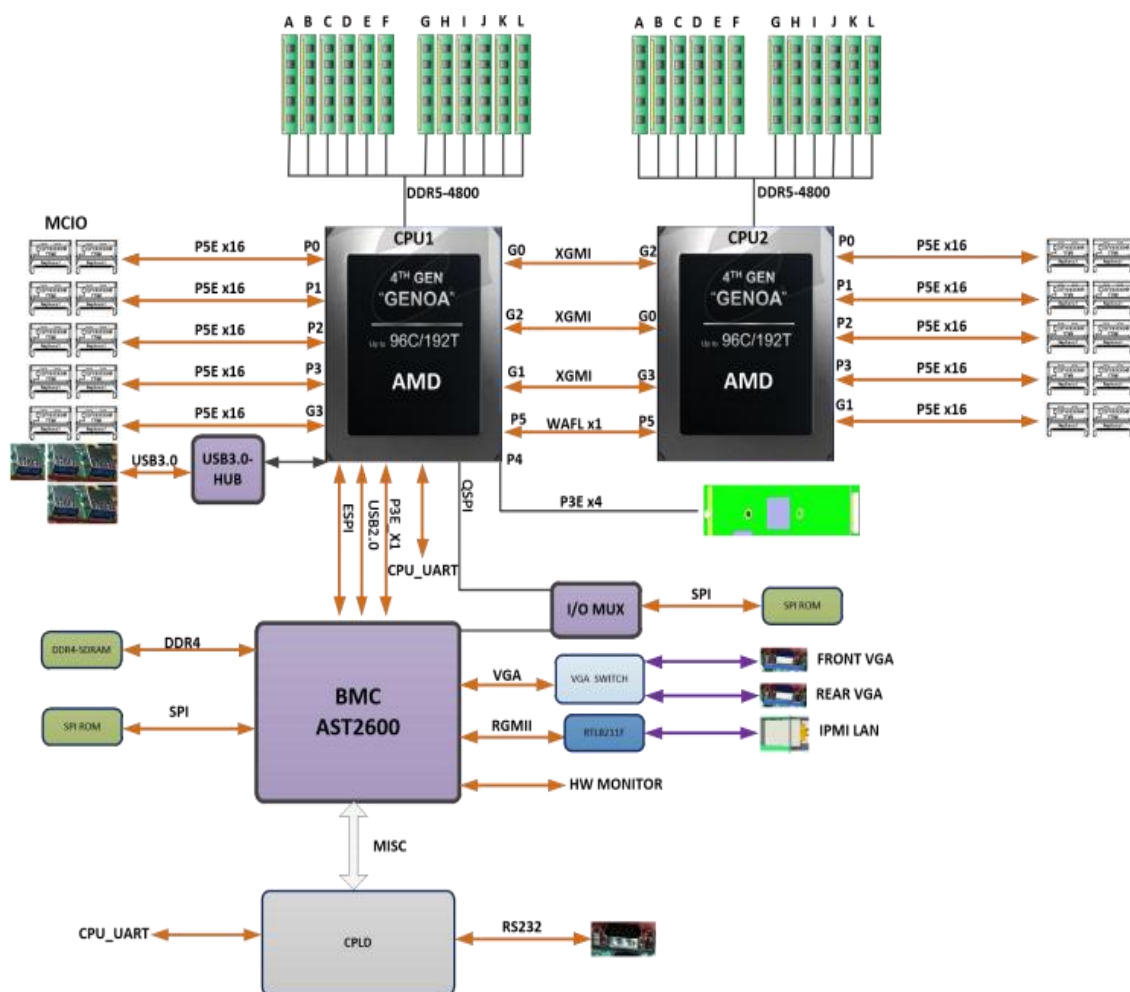 A B C D E F G H I J K L
A B C D E F G H I J K L
DDR5-4800
DDR5-4800
MCIO
CPU1
CPU2
4TH GEN
"GENOA"
Up to 96C/192T
AMD
4TH GEN
"GENOA"
Up to 96C/192T
AMD
P5E x16 P0
P5E x16 P1
P5E x16 P2
P5E x16 P3
P5E x16 G3
G0 XGMI G2
G2 XGMI G0
G1 XGMI G3
P5 WAFL x1 P5
P0 P5E x16
P1 P5E x16
P2 P5E x16
P3 P5E x16
G1 P5E x16
P4
USB3.0
USB3.0-
HUB
ESPI
USB2.0
P3E_X1
CPU_UART
QSPI
P3E x4
I/O MUX
SPI
SPI ROM
DDR4-SDRAM
DDR4
SPI ROM
SPI
BMC
AST2600
VGA
VGA SWITCH
FRONT VGA
REAR VGA
RGMII
RTL8211F
IPMI LAN
HW MONITOR
MISC
CPU_UART
CPLD
RS232